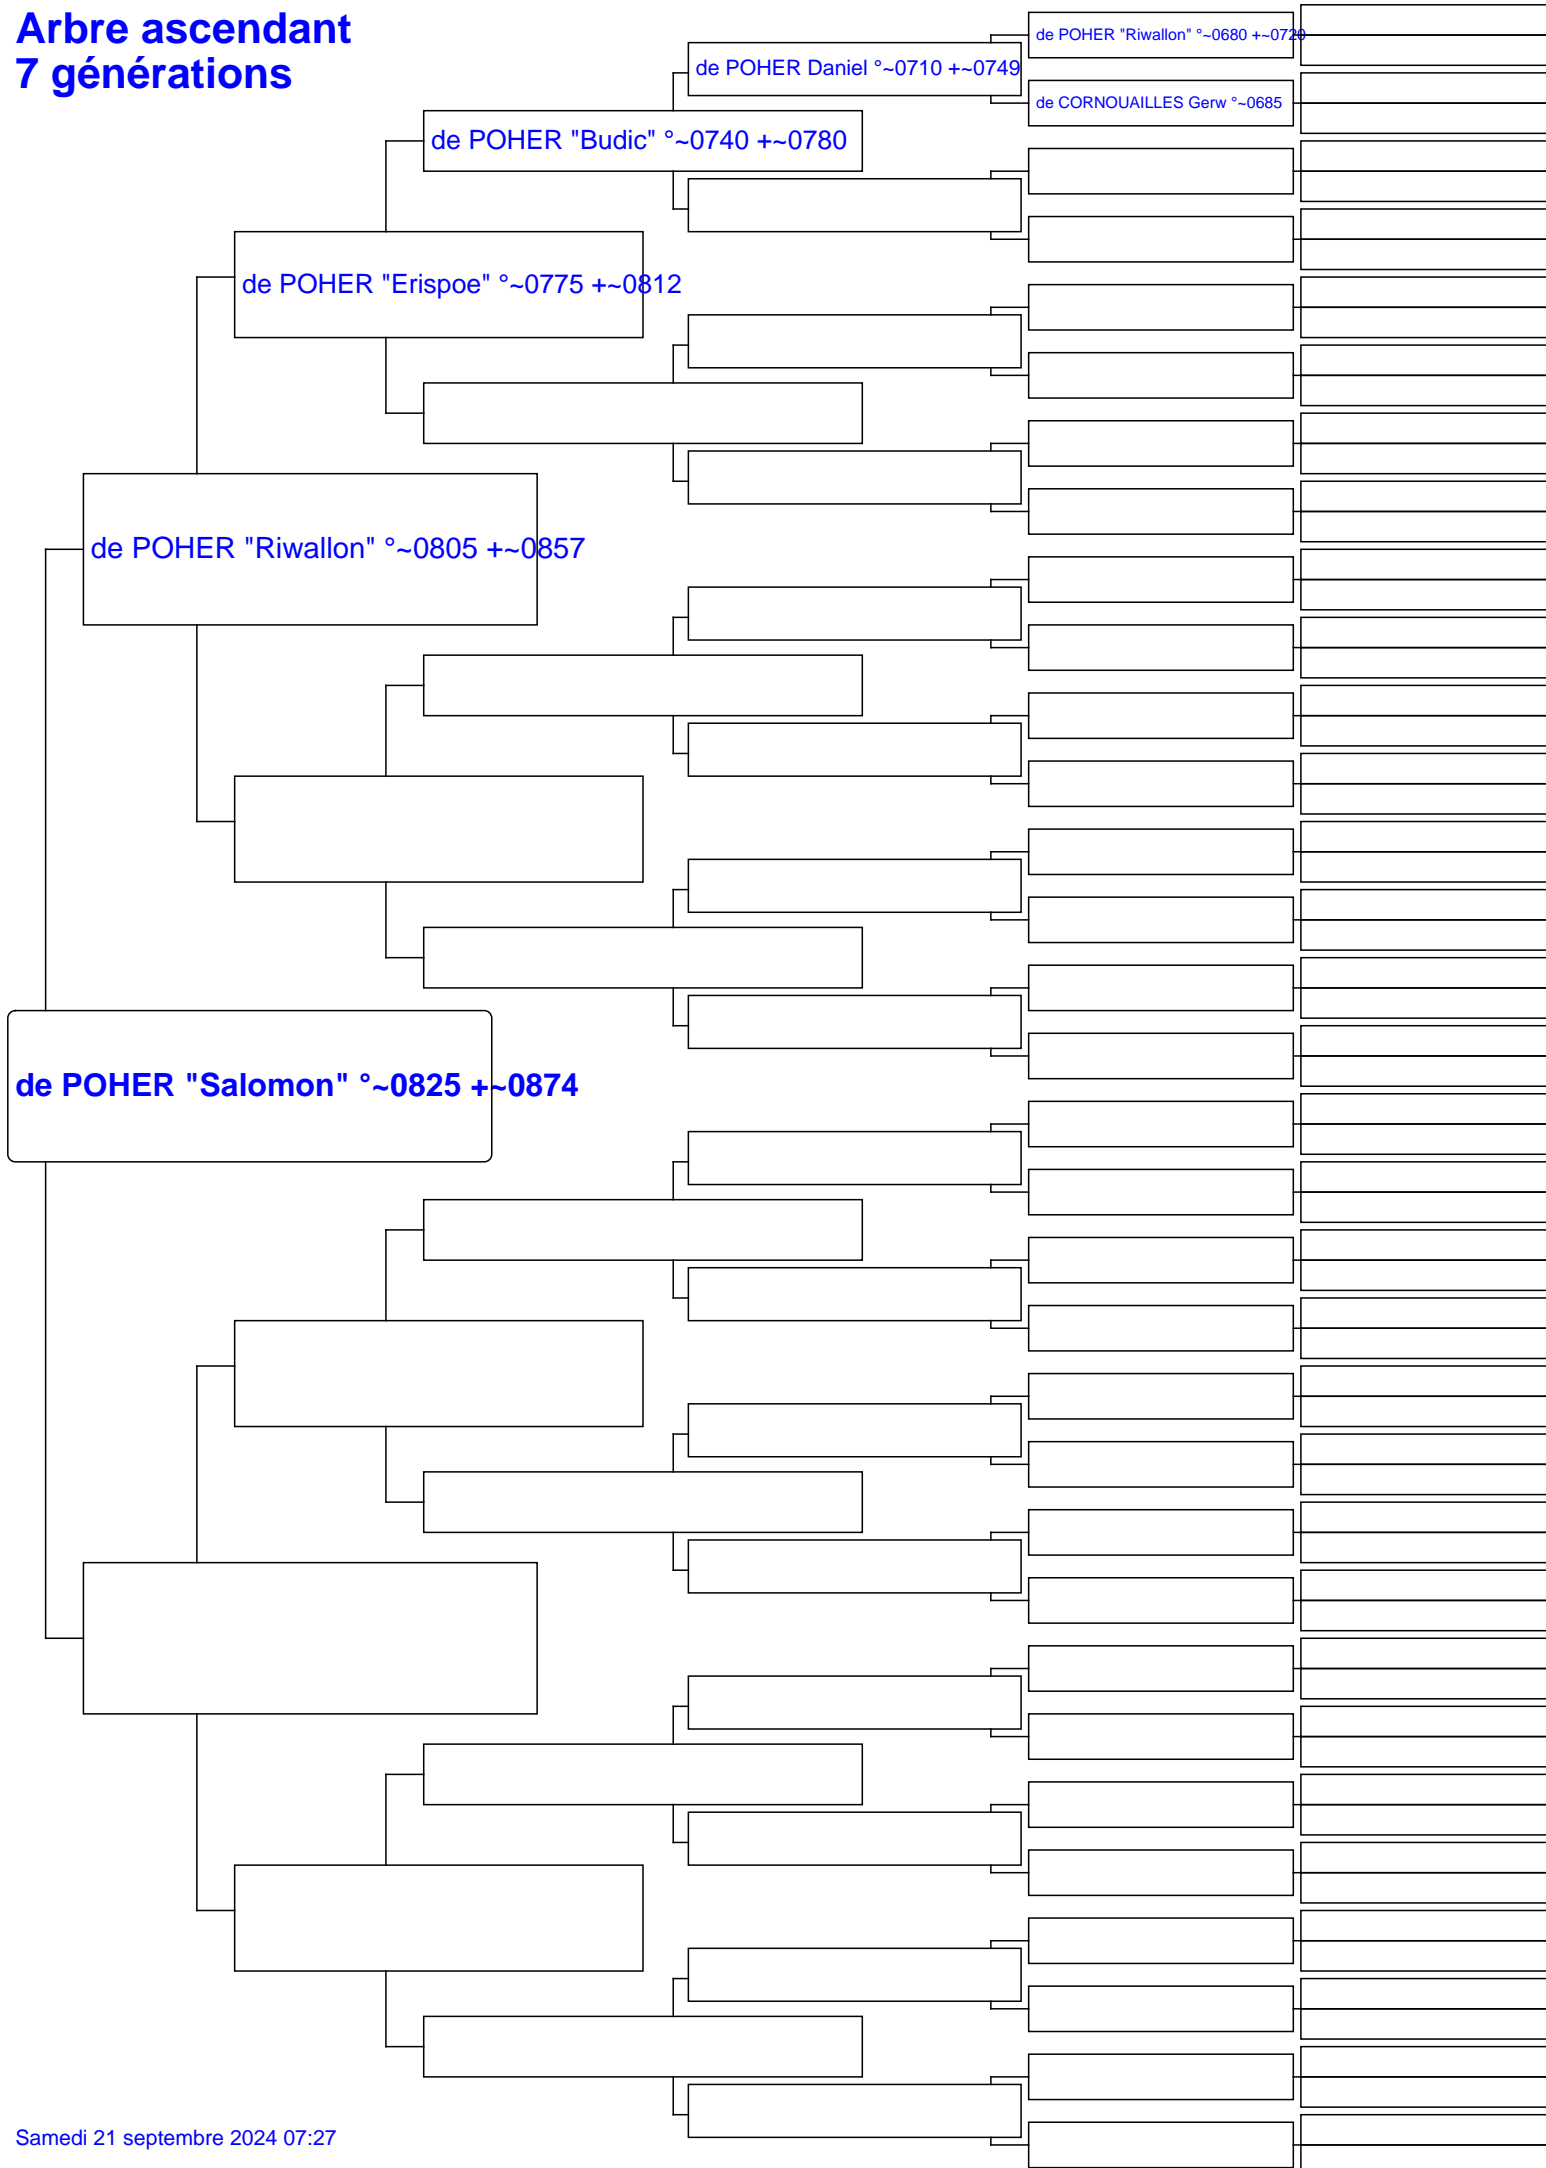 Arbre ascendant
7 générations
de POHER "Riwallon" °~0680 +~0720
de POHER Daniel °~0710 +~0749
de CORNOUAILLES Gerw °~0685
de POHER "Budic" °~0740 +~0780
de POHER "Erispoe" °~0775 +~0812
de POHER "Riwallon" °~0805 +~0857
de POHER "Salomon" °~0825 +~0874
Samedi 21 septembre 2024 07:27